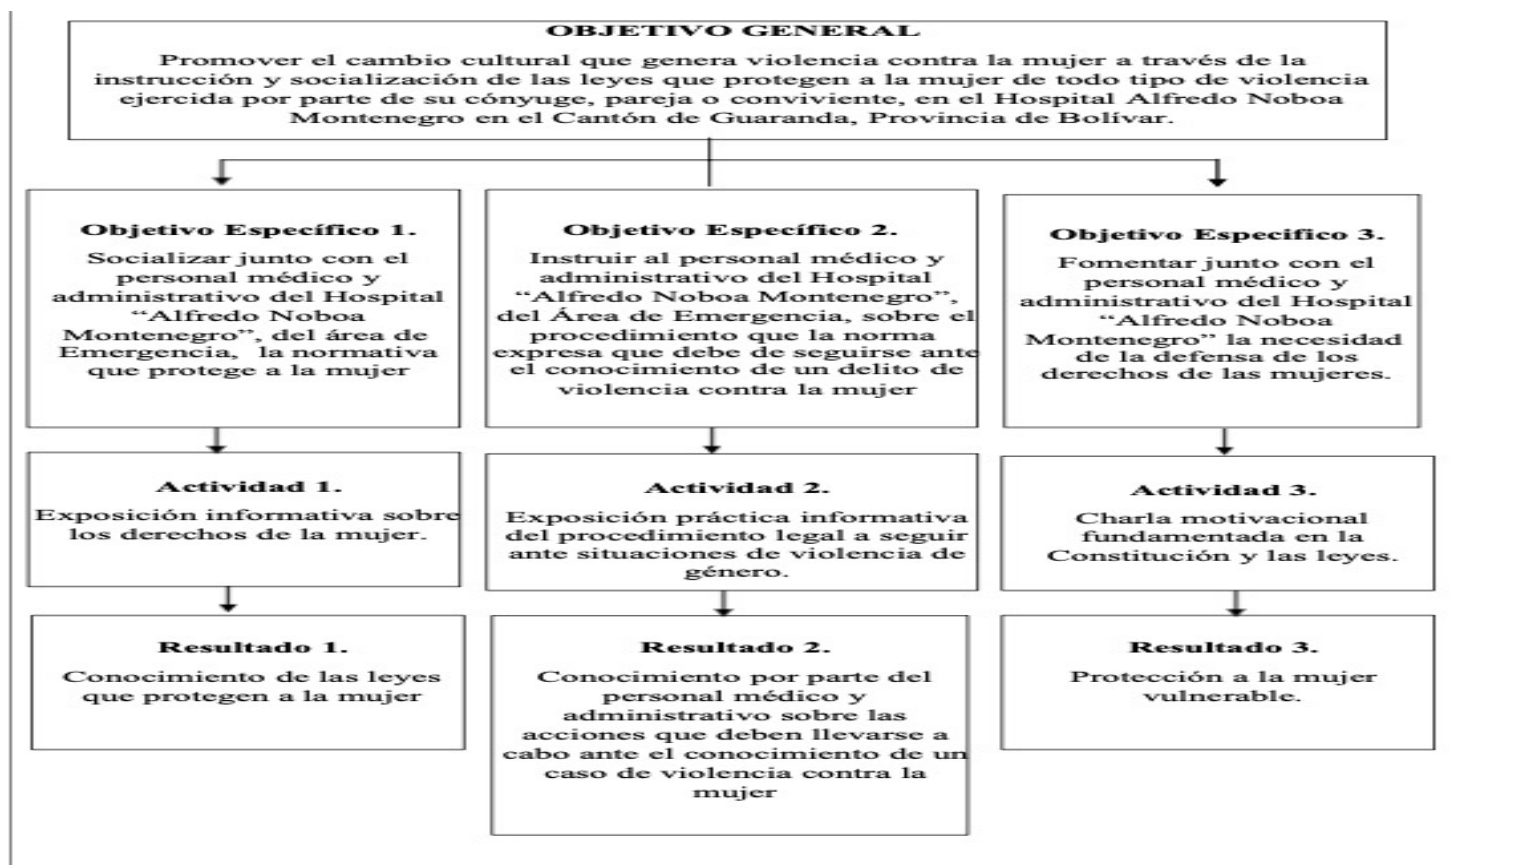 OBJETIVO GENERAL
Promover el cambio cultural que genera violencia contra la mujer a través de la
instrucción y socialización de las leyes que protegen a la mujer de todo tipo de violencia
ejercida por parte de su cónyuge, pareja o conviviente, en el Hospital Alfredo Noboa
Montenegro en el Cantón de Guaranda, Provincia de Bolívar.
Objetivo Específico 1.
Socializar junto con el
personal médico y
administrativo del Hospital
“Alfredo Noboa
Montenegro”, del área de
Emergencia, la normativa
que protege a la mujer
Objetivo Específico 2.
Instruir al personal médico y
administrativo del Hospital
“Alfredo Noboa Montenegro”,
del Área de Emergencia, sobre el
procedimiento que la norma
expresa que debe de seguirse ante
el conocimiento de un delito de
violencia contra la mujer
Objetivo Especifico 3.
Fomentar junto con el
personal médico y
administrativo del Hospital
“Alfredo Noboa
Montenegro” la necesidad
de la defensa de los
derechos de las mujeres.
Actividad 1.
Exposición informativa sobre
los derechos de la mujer.
Actividad 2.
Exposición práctica informativa
del procedimiento legal a seguir
ante situaciones de violencia de
género.
Actividad 3.
Charla motivacional
fundamentada en la
Constitución y las leyes.
Resultado 1.
Conocimiento de las leyes
que protegen a la mujer
Resultado 2.
Conocimiento por parte del
personal médico y
administrativo sobre las
acciones que deben llevarse a
cabo ante el conocimiento de un
caso de violencia contra la
mujer
Resultado 3.
Protección a la mujer
vulnerable.